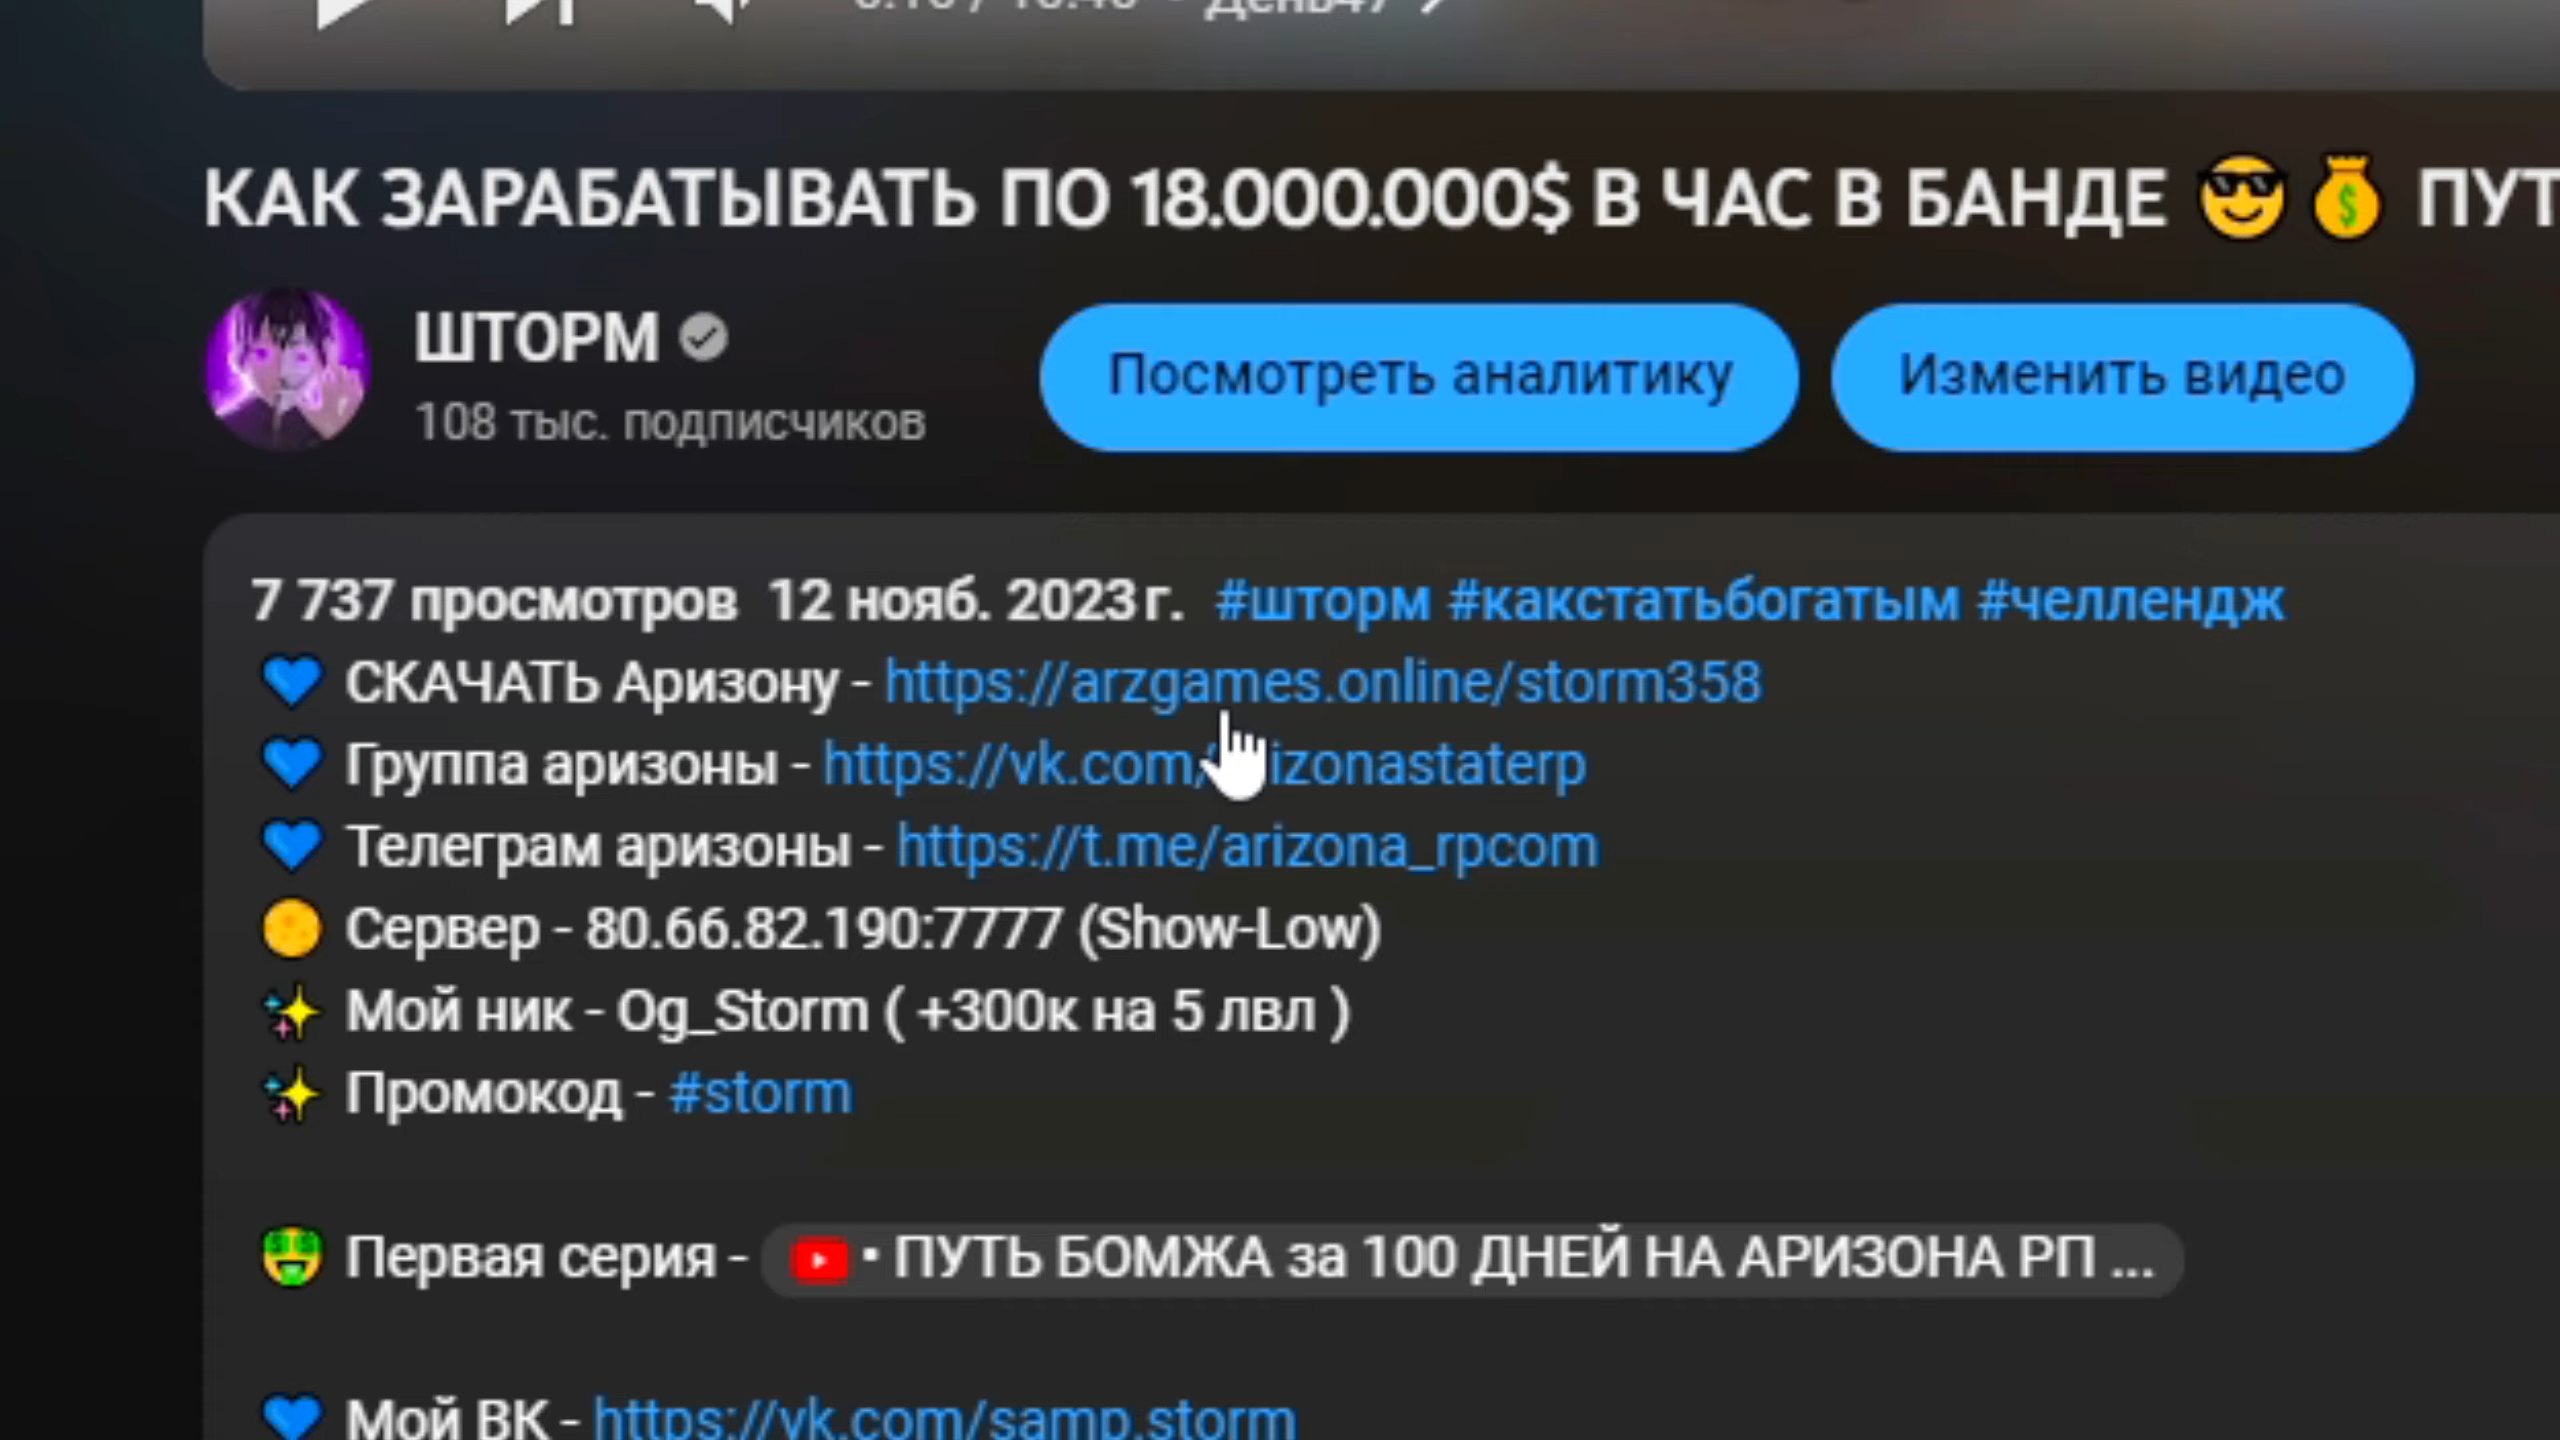 День47
КАК ЗАРАБАТЫВАТЬ ПО 18.000.000$ В ЧАС В БАНДЕ 😎💰 ПУТ
ШТОРМ
108 тыс. подписчиков
Посмотреть аналитику
Изменить видео
7 737 просмотров 12 нояб. 2023 г. #шторм #какстатьбогатым #челлендж
💙 СКАЧАТЬ Аризону - https://arzgames.online/storm358
💙 Группа аризоны - https://vk.com/ izonastaterp
💙 Телеграм аризоны - https://t.me/arizona_rpcom
🟡 Сервер - 80.66.82.190:7777 (Show-Low)
✨ Мой ник - Og_Storm ( +300к на 5 лвл )
✨ Промокод - #storm
🤑 Первая серия - • ПУТЬ БОМЖА за 100 ДНЕЙ НА АРИЗОНА РП ...
💙 Мой ВК - https://vk.com/samp.storm